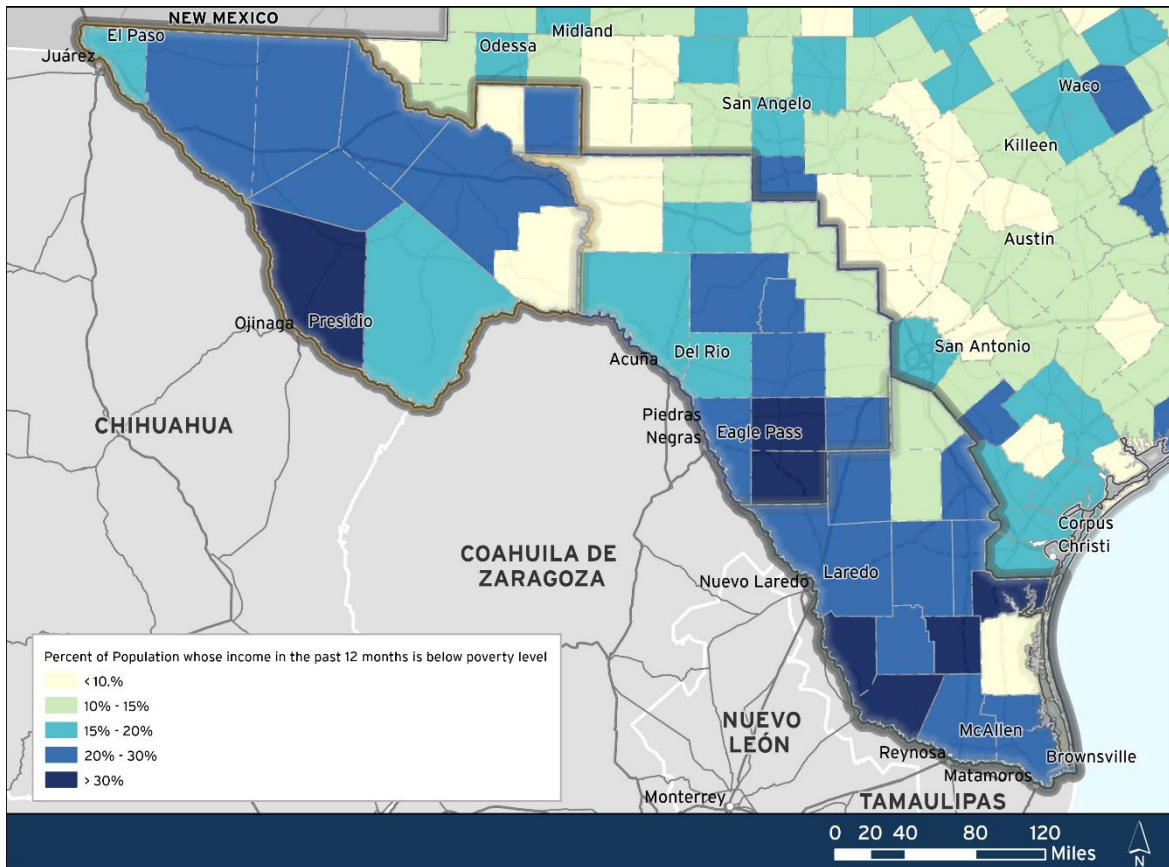 NEW MEXICO
El Paso
Juárez
Midland
Odessa
Waco
San Angelo
Killeen
Austin
Ojinaga
Presidio
San Antonio
Acuña
Del Rio
CHIHUAHUA
Piedras
Negras
Eagle Pass
Corpus
Christi
COAHUILA DE
ZARAGOZA
Nuevo Laredo
Laredo
Percent of Population whose income in the past 12 months is below poverty level
< 10.%
10% - 15%
15% - 20%
20% - 30%
> 30%
NUEVO
LEÓN
McAllen
Reynosa
Brownsville
Matamoros
Monterrey
TAMAULIPAS
0 20 40 80 120
Miles
N